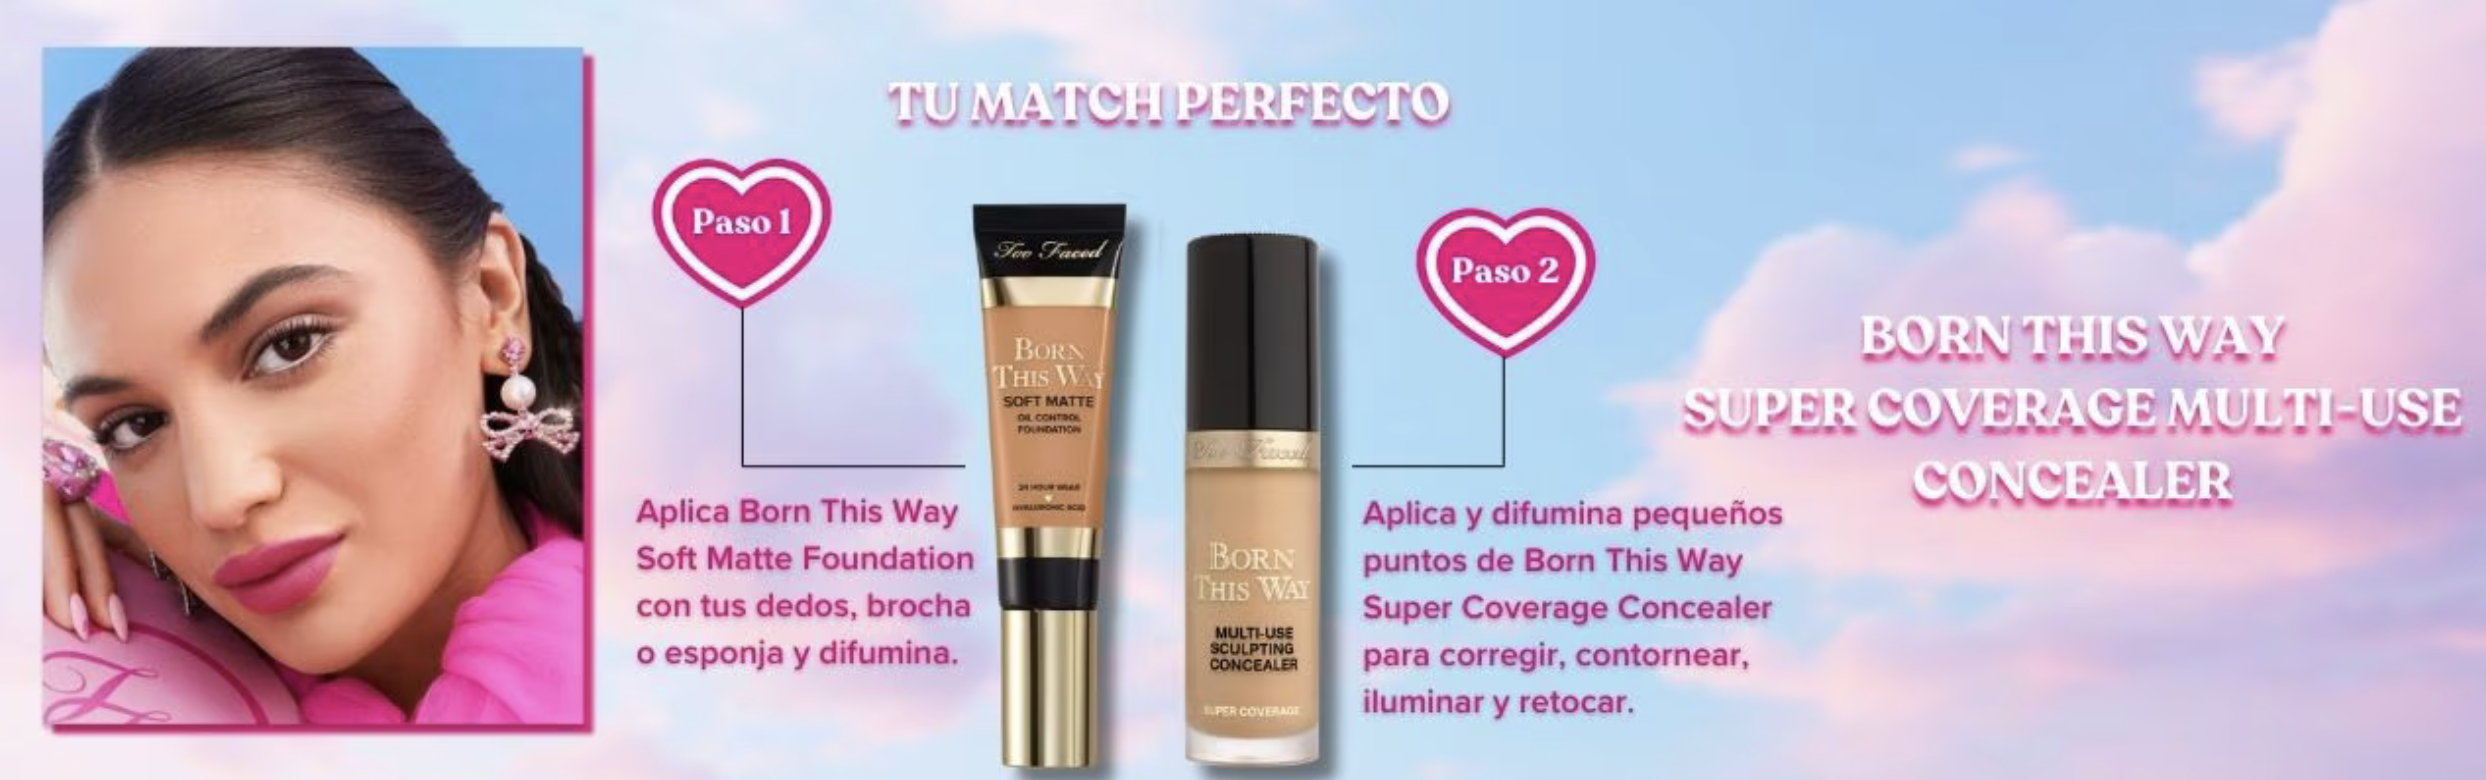 TU MATCH PERFECTO
Paso 1
Aplica Born This Way
Soft Matte Foundation
con tus dedos, brocha
o esponja y difumina.
Too Faced
BORN
THIS WAY
SOFT MATTE
OIL CONTROL
FOUNDATION
24 HOUR WEAR
HYALURONIC ACID
Too Faced
BORN
THIS WAY
MULTI-USE
SCULPTING
CONCEALER
SUPER COVERAGE
Paso 2
Aplica y difumina pequeños
puntos de Born This Way
Super Coverage Concealer
para corregir, contornear,
iluminar y retocar.
BORN THIS WAY
SUPER COVERAGE MULTI-USE
CONCEALER